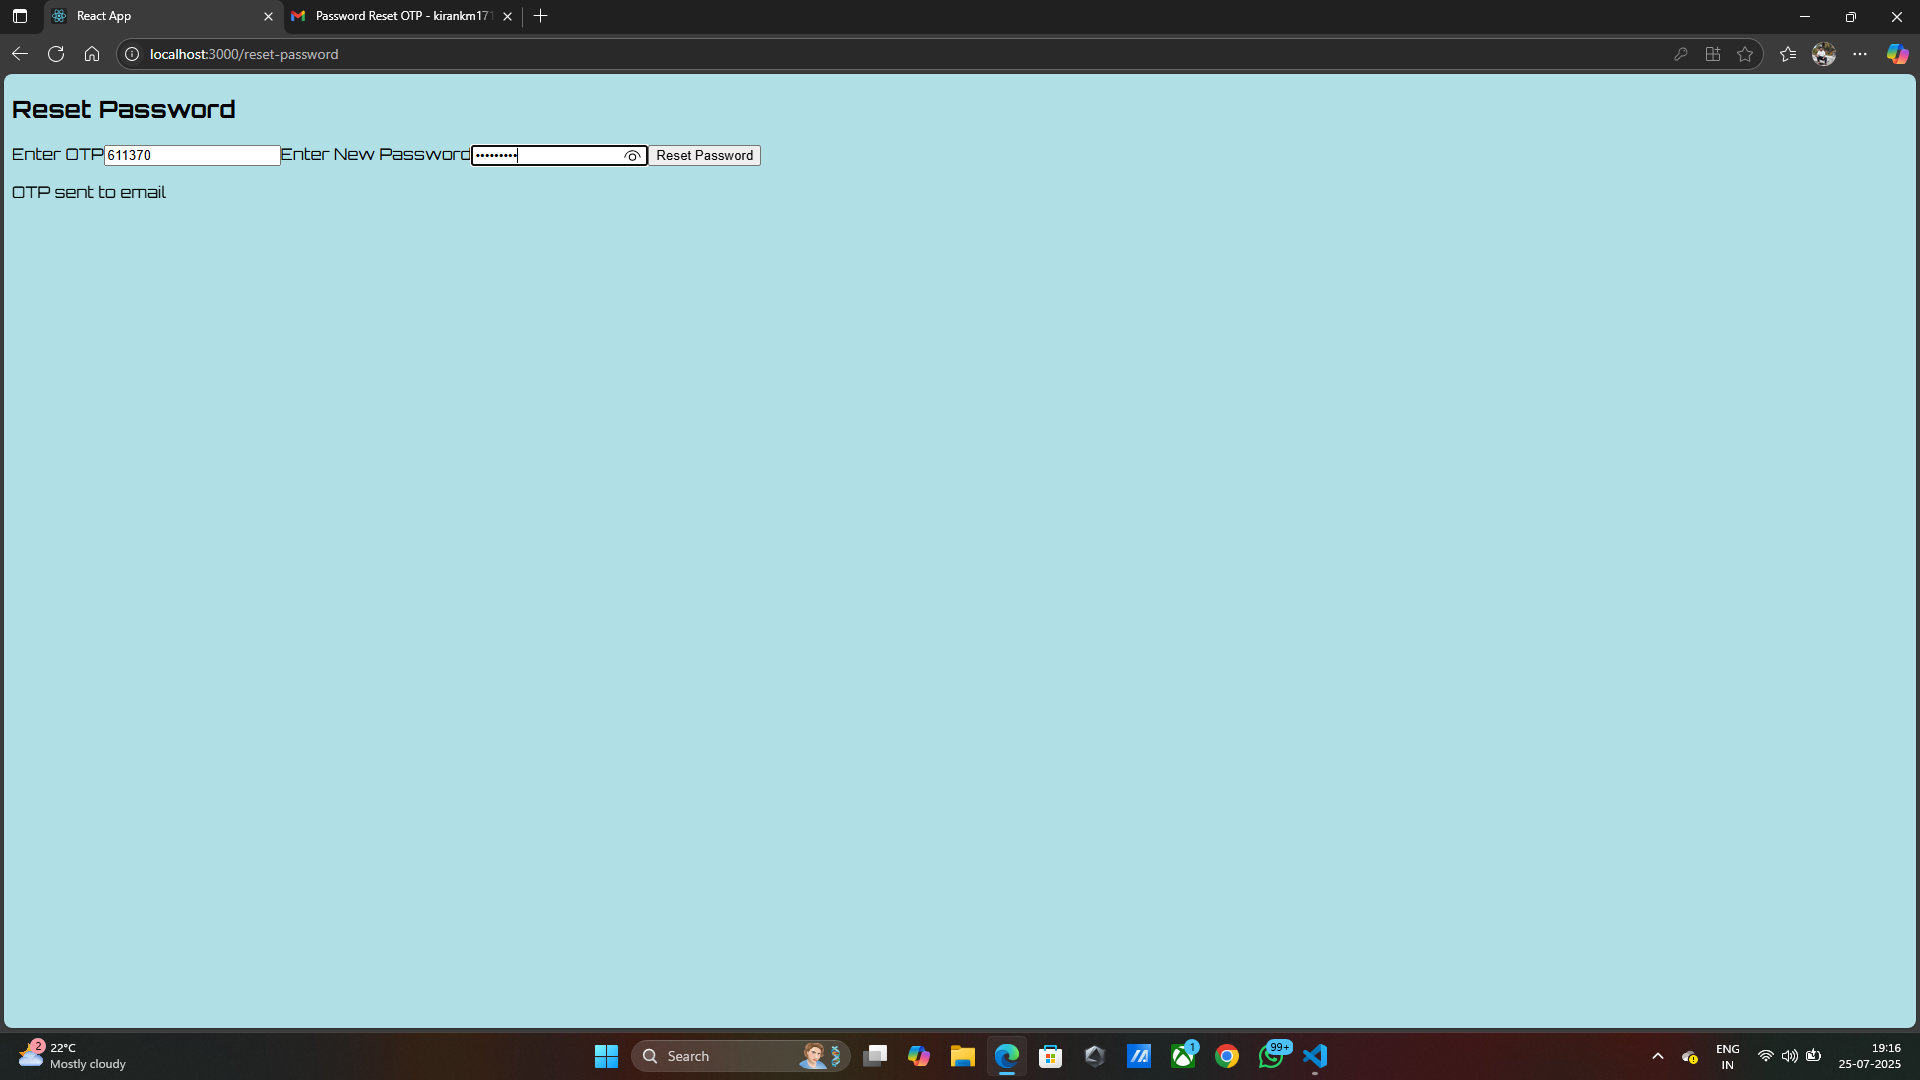 React App
Password Reset OTP - kirankm171
localhost:3000/reset-password
Reset Password
Enter OTP 611370 Enter New Password ••••••••• Reset Password
OTP sent to email
2
22°C
Mostly cloudy
Search
1
99+
ENG
IN
19:16
25-07-2025